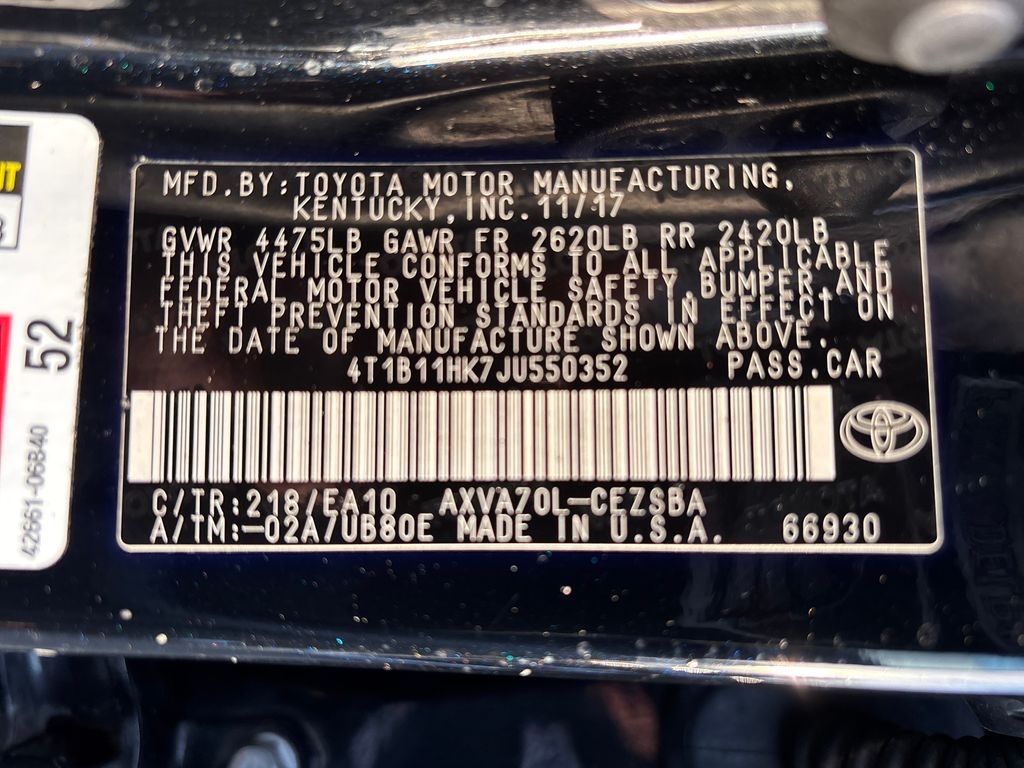 MFD.BY:TOYOTA MOTOR MANUFACTURING,
KENTUCKY,INC.11/17
GVWR 4475LB GAWR FR 2620LB RR 2420LB
THIS VEHICLE CONFORMS TO ALL APPLICABLE
FEDERAL MOTOR VEHICLE SAFETY,BUMPER,AND
THEFT PREVENTION STANDARDS IN EFFECT ON
THE DATE OF MANUFACTURE SHOWN ABOVE.
4T1B11HK7JU550352 PASS.CAR
C/TR:218/EA10 AXVA70L-CEZSBA
A/TM:-02A/UB80E MADE IN U.S.A. 66930
52
42661-06B40